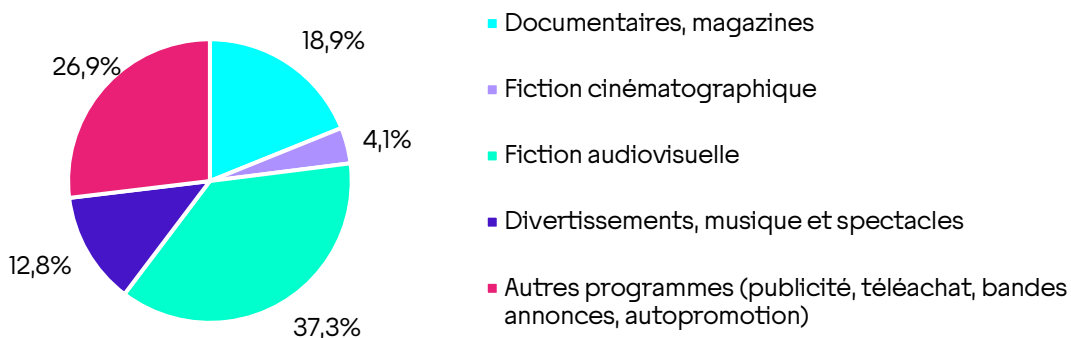 18,9%
4,1%
37,3%
12,8%
26,9%
Documentaires, magazines
Fiction cinématographique
Fiction audiovisuelle
Divertissements, musique et spectacles
Autres programmes (publicité, téléachat, bandes
annonces, autopromotion)